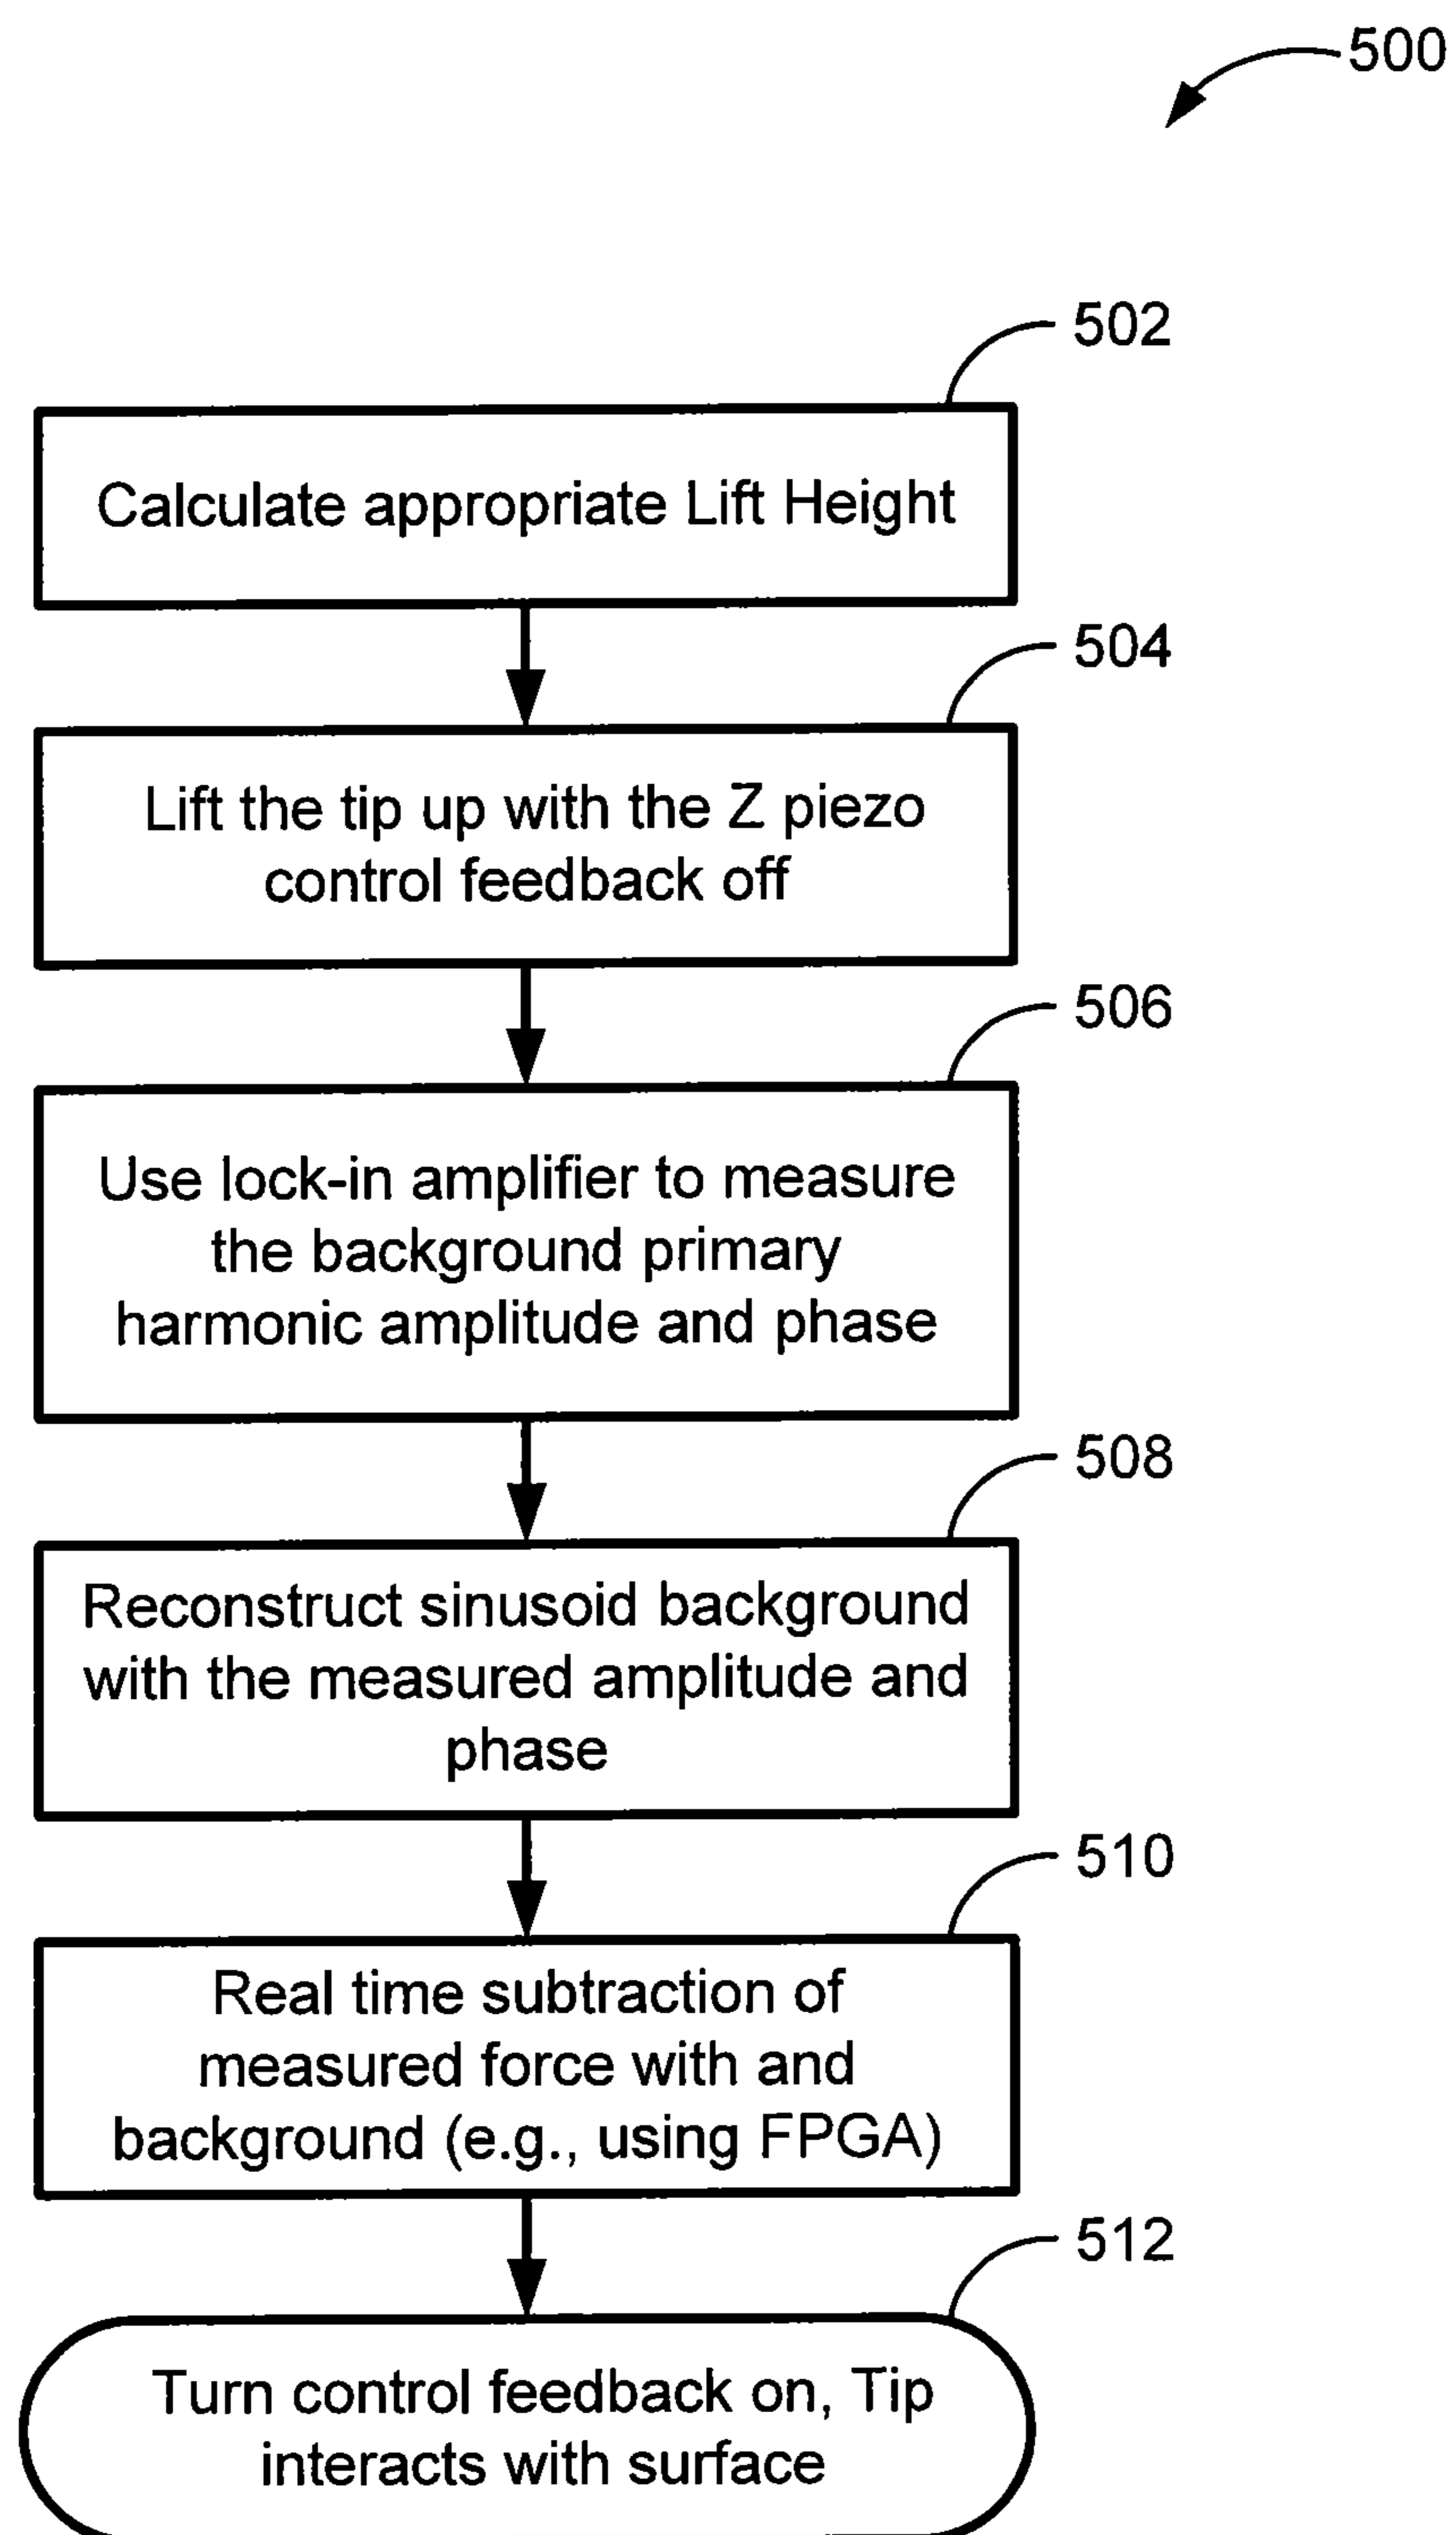 500
502
Calculate appropriate Lift Height
504
Lift the tip up with the Z piezo
control feedback off
506
Use lock-in amplifier to measure
the background primary
harmonic amplitude and phase
508
Reconstruct sinusoid background
with the measured amplitude and
phase
510
Real time subtraction of
measured force with and
background (e.g., using FPGA)
512
Turn control feedback on, Tip
interacts with surface